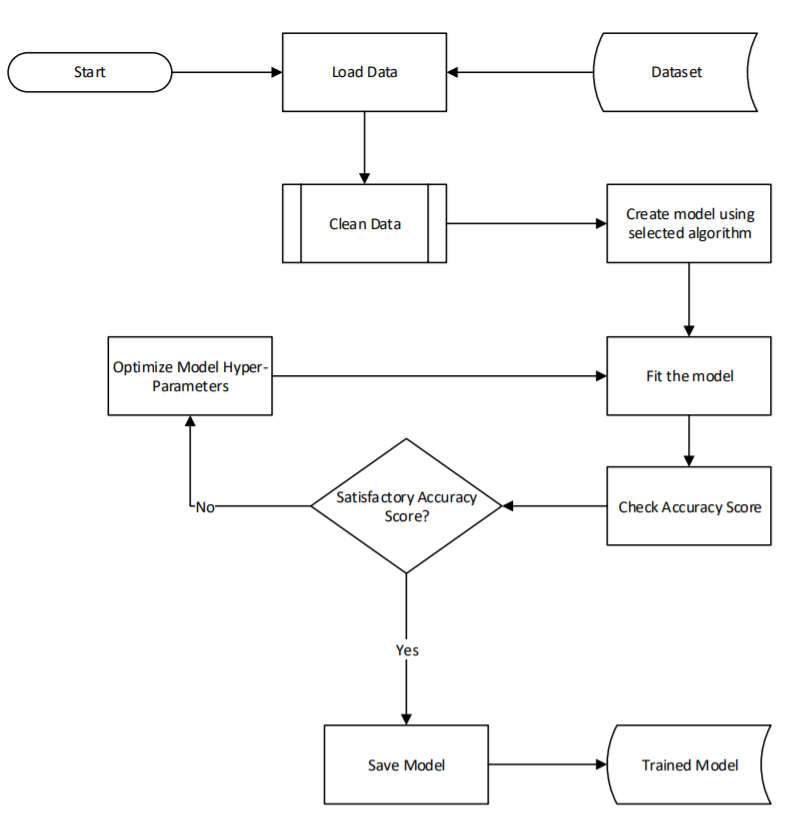 Start
Load Data
Dataset
Clean Data
Create model using
selected algorithm
Optimize Model Hyper-
Parameters
Fit the model
Satisfactory Accuracy
Score?
Check Accuracy Score
No
Yes
Save Model
Trained Model